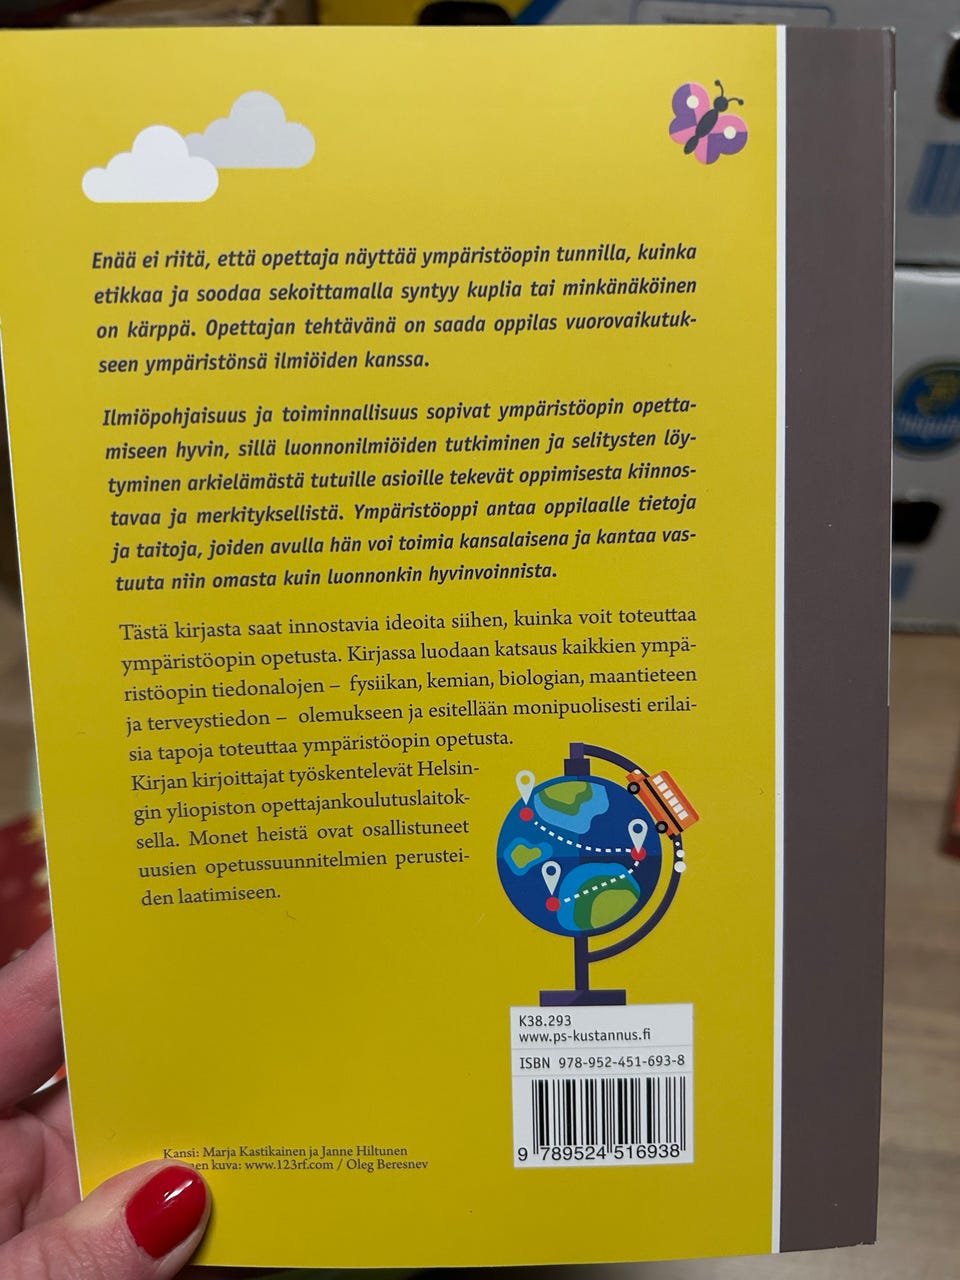 Enää ei riitä, että opettaja näyttää ympäristöopin tunnilla, kuinka
etikkaa ja soodaa sekoittamalla syntyy kuplia tai minkänäköinen
on kärppä. Opettajan tehtävänä on saada oppilas vuorovaikutuk-
seen ympäristönsä ilmiöiden kanssa.
Ilmiöpohjaisuus ja toiminnallisuus sopivat ympäristöopin opetta-
miseen hyvin, sillä luonnonilmiöiden tutkiminen ja selitysten löy-
tyminen arkielämästä tutuille asioille tekevät oppimisesta kiinnos-
tavaa ja merkityksellistä. Ympäristöoppi antaa oppilaalle tietoja
ja taitoja, joiden avulla hän voi toimia kansalaisena ja kantaa vas-
tuuta niin omasta kuin luonnonkin hyvinvoinnista.
Tästä kirjasta saat innostavia ideoita siihen, kuinka voit toteuttaa
ympäristöopin opetusta. Kirjassa luodaan katsaus kaikkien ympä-
ristöopin tiedonalojen – fysiikan, kemian, biologian, maantieteen
ja terveystiedon – olemukseen ja esitellään monipuolisesti erilai-
sia tapoja toteuttaa ympäristöopin opetusta.
Kirjan kirjoittajat työskentelevät Helsin-
gin yliopiston opettajankoulutuslaitok-
sella. Monet heistä ovat osallistuneet
uusien opetussuunnitelmien perustei-
den laatimiseen.
K38.293
www.ps-kustannus.fi
ISBN 978-952-451-693-8
9 789524 516938
Kansi: Marja Kastikainen ja Janne Hiltunen
kuva: www.123rf.com / Oleg Beresnev